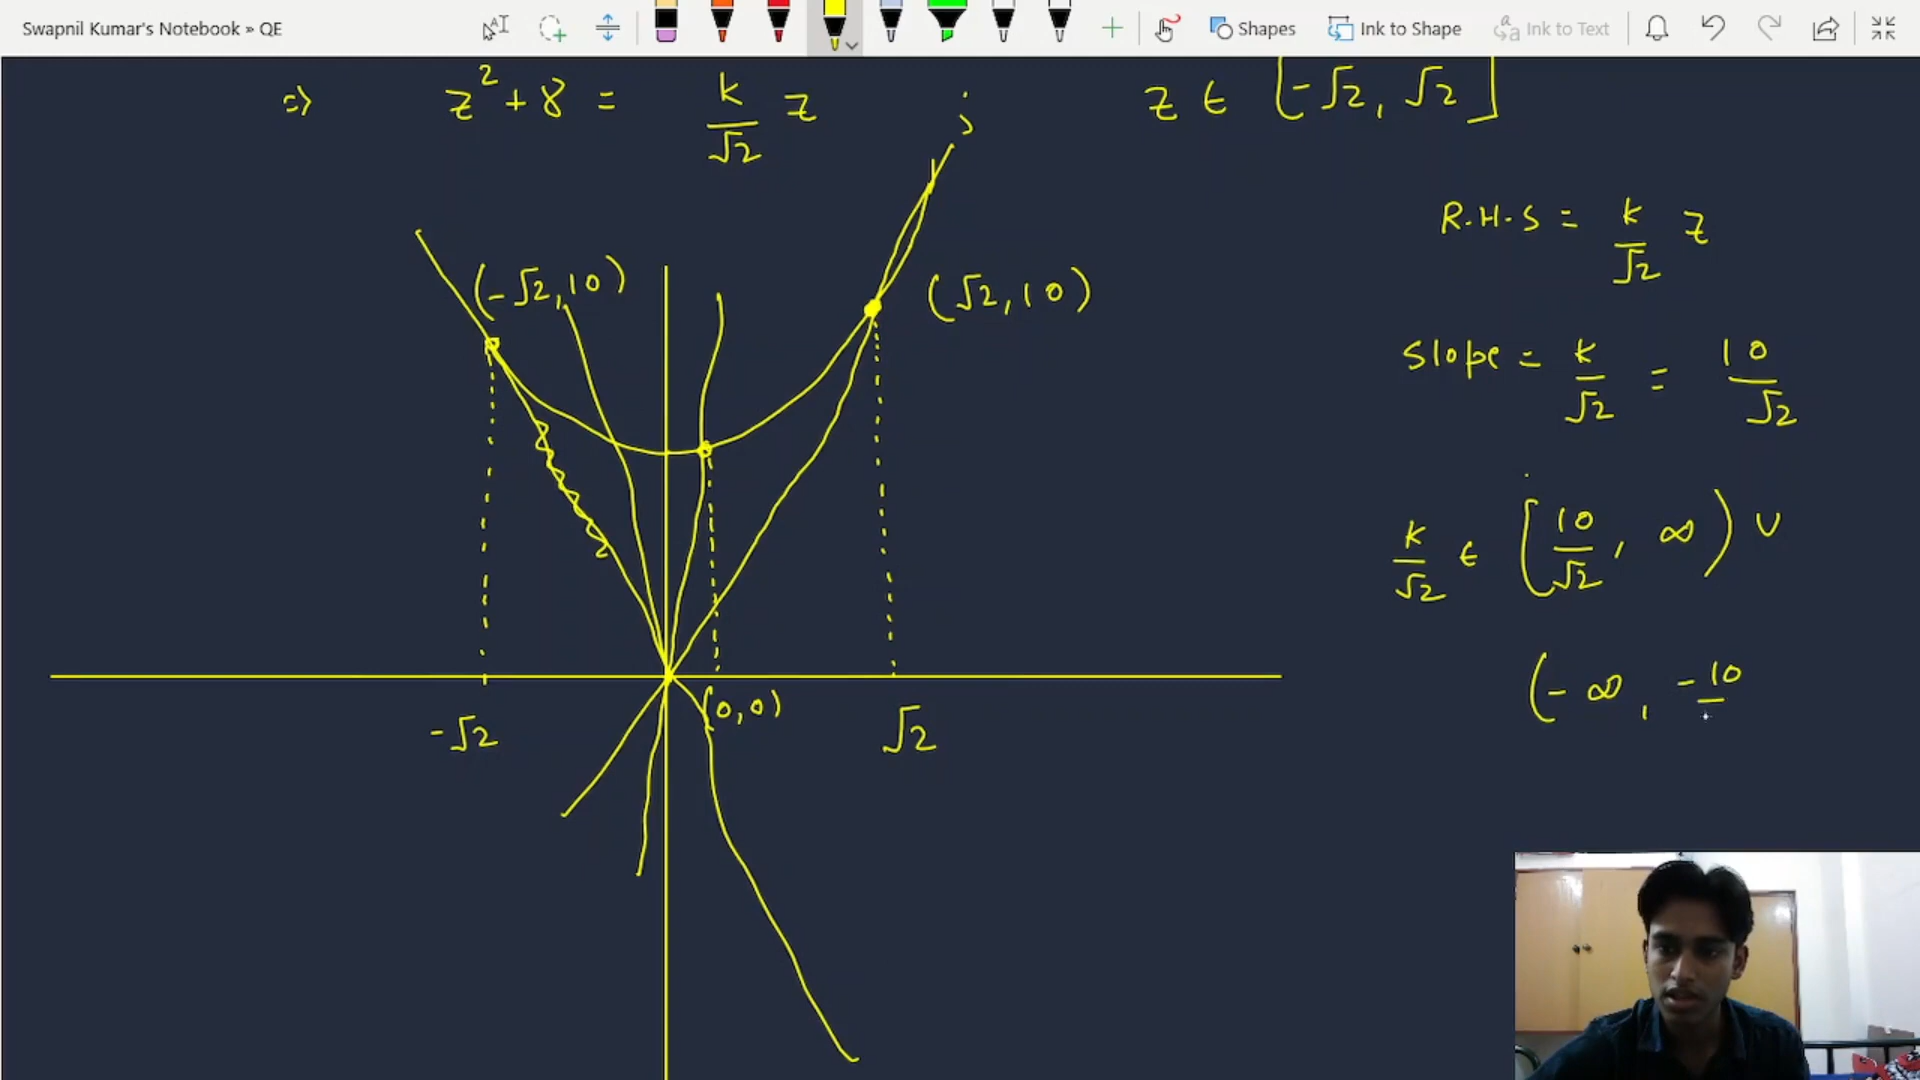 Swapnil Kumar's Notebook » QE
Shapes
Ink to Shape
Ink to Text
=> z² + 8 = k/√2 z ; z ∈ [-√2, √2]
R.H.S = k/√2 z
(-√2, 10)
(√2, 10)
Slope = k/√2 = 10/√2
k/√2 ∈ [10/√2, ∞) ∪
(-∞, -10
(0,0)
-√2
√2